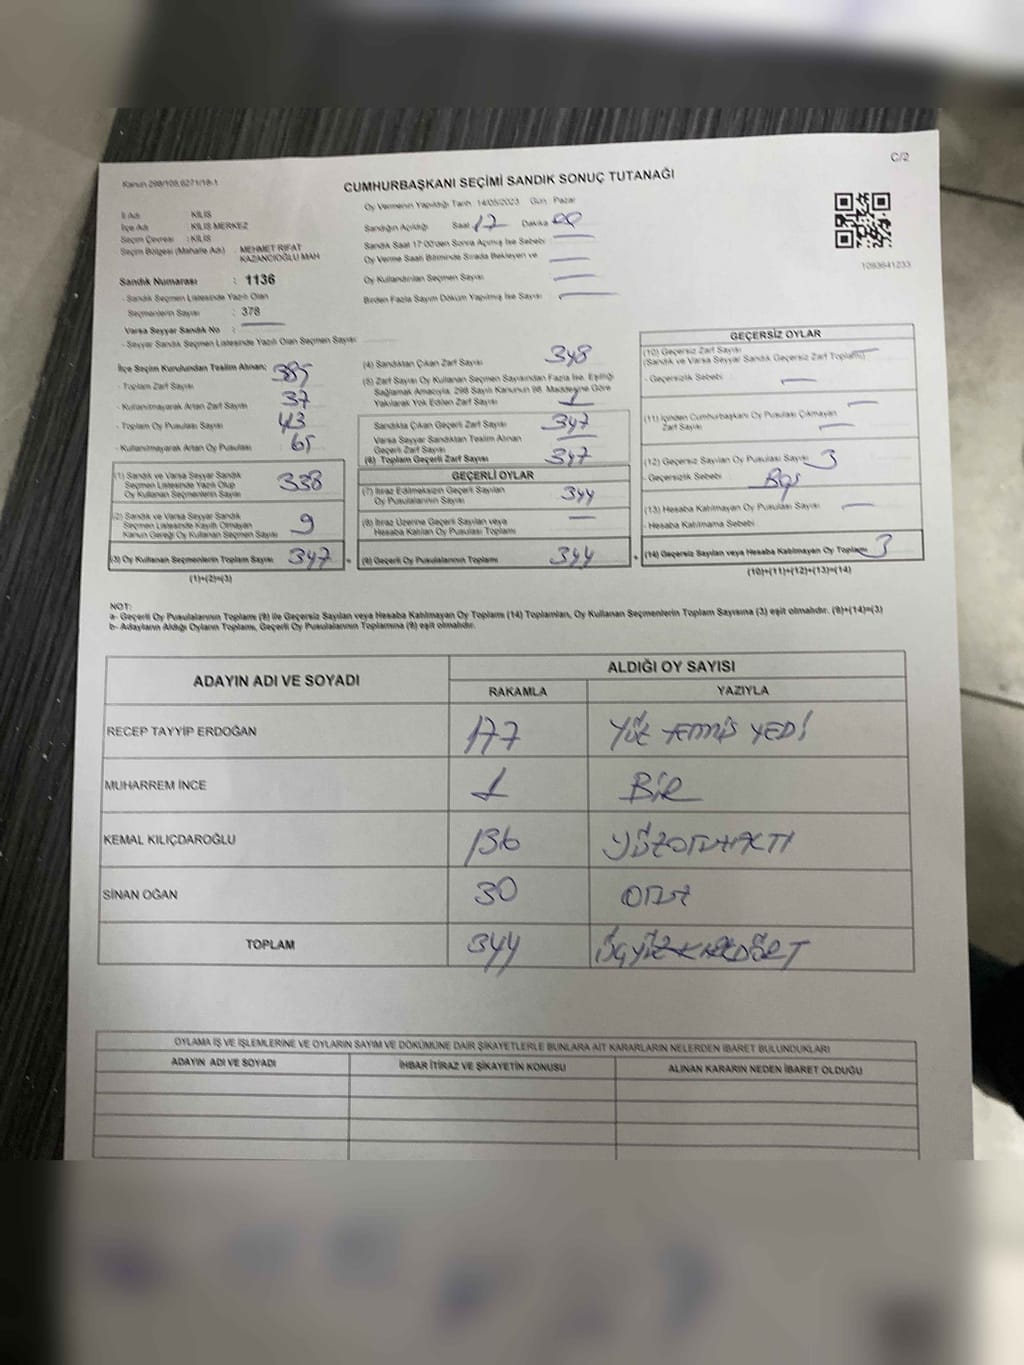 Kanun 298/105,6271/18-1
C/2
CUMHURBAŞKANI SEÇİMİ SANDIK SONUÇ TUTANAĞI
Oy Vermenin Yapıldığı Tarih 14/05/2023 Gün Pazar
İl Adı KİLİS
İlçe Adı KİLİS MERKEZ
Seçim Çevresi : KİLİS
Seçim Bölgesi (Mahalle Adı) : MEHMET RIFAT KAZANCIOĞLU MAH
Sandık Numarası : 1136
- Sandık Seçmen Listesinde Yazılı Olan
Seçmenlerin Sayısı : 378
Varsa Seyyar Sandık No :
- Seyyar Sandık Seçmen Listesinde Yazılı Olan Seçmen Sayısı
Sandığın Açıldığı Saat 17 Dakika 00
Sandık Saat 17:00'den Sonra Açılmış İse Sebebi
Oy Verme Saati Bitiminde Sırada Bekleyen ve
Oy Kullandırılan Seçmen Sayısı
Birden Fazla Sayım Döküm Yapılmış İse Sayısı
1093641233
İlçe Seçim Kurulundan Teslim Alınan;
- Toplam Zarf Sayısı 385
- Kullanılmayarak Artan Zarf Sayısı 37
- Toplam Oy Pusulası Sayısı 413
- Kullanılmayarak Artan Oy Pusulası 65
(1) Sandık ve Varsa Seyyar Sandık
Seçmen Listesinde Yazılı Olup
Oy Kullanan Seçmenlerin Sayısı 338
(2) Sandık ve Varsa Seyyar Sandık
Seçmen Listesinde Kayıtlı Olmayan
Kanun Gereği Oy Kullanan Seçmen Sayısı 9
(3) Oy Kullanan Seçmenlerin Toplam Sayısı 347
(1)+(2)=(3)
=
(4) Sandıktan Çıkan Zarf Sayısı 348
(5) Zarf Sayısı Oy Kullanan Seçmen Sayısından Fazla İse, Eşitliği
Sağlamak Amacıyla, 298 Sayılı Kanunun 98. Maddesine Göre
Yakılarak Yok Edilen Zarf Sayısı 1
Sandıkta Çıkan Geçerli Zarf Sayısı 347
Varsa Seyyar Sandıktan Teslim Alınan
Geçerli Zarf Sayısı
(6) Toplam Geçerli Zarf Sayısı 347
GEÇERLİ OYLAR
(7) İtiraz Edilmeksizin Geçerli Sayılan
Oy Pusulalarının Sayısı 344
(8) İtiraz Üzerine Geçerli Sayılan veya
Hesaba Katılan Oy Pusulası Toplamı
(9) Geçerli Oy Pusulalarının Toplamı 344
+
GEÇERSİZ OYLAR
(10) Geçersiz Zarf Sayısı
(Sandık ve Varsa Seyyar Sandık Geçersiz Zarf Toplamı)
- Geçersizlik Sebebi
(11) İçinden Cumhurbaşkanı Oy Pusulası Çıkmayan
Zarf Sayısı
(12) Geçersiz Sayılan Oy Pusulası Sayısı 3
- Geçersizlik Sebebi Boş
(13) Hesaba Katılmayan Oy Pusulası Sayısı
- Hesaba Katılmama Sebebi
(14) Geçersiz Sayılan veya Hesaba Katılmayan Oy Toplamı 3
(10)+(11)+(12)+(13)=(14)
NOT:
a- Geçerli Oy Pusulalarının Toplamı (9) ile Geçersiz Sayılan veya Hesaba Katılmayan Oy Toplamı (14) Toplamları, Oy Kullanan Seçmenlerin Toplam Sayısına (3) eşit olmalıdır. (9)+(14)=(3)
b- Adayların Aldığı Oyların Toplamı, Geçerli Oy Pusulalarının Toplamına (9) eşit olmalıdır.
ADAYIN ADI VE SOYADI
ALDIĞI OY SAYISI
RAKAMLA YAZIYLA
RECEP TAYYİP ERDOĞAN 177 YÜZ YETMİŞ YEDİ
MUHARREM İNCE 1 BİR
KEMAL KILIÇDAROĞLU 136 YÜZOTUZALTI
SİNAN OĞAN 30 OTUZ
TOPLAM 344 ÜÇYÜZKIRKDÖRT
OYLAMA İŞ VE İŞLEMLERİNE VE OYLARIN SAYIM VE DÖKÜMÜNE DAİR ŞİKAYETLERLE BUNLARA AİT KARARLARIN NELERDEN İBARET BULUNDUKLARI
ADAYIN ADI VE SOYADI İHBAR İTİRAZ VE ŞİKAYETİN KONUSU ALINAN KARARIN NEDEN İBARET OLDUĞU